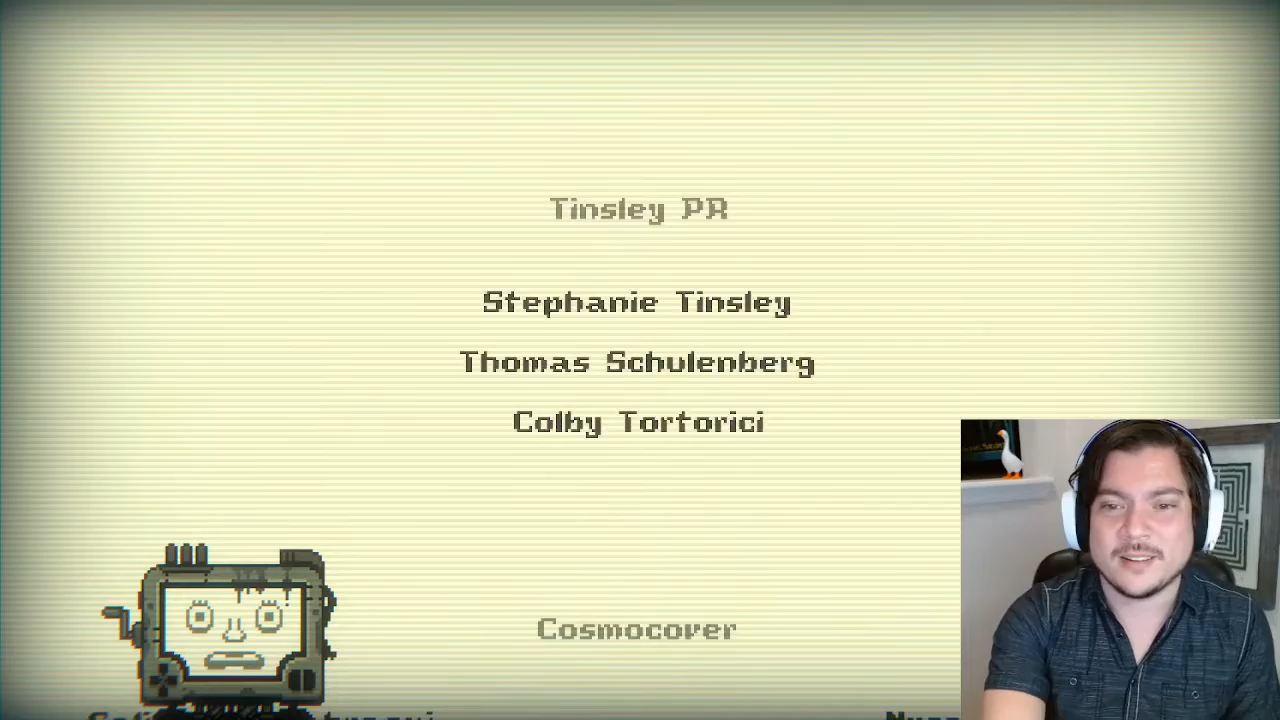 Tinsley PR
Stephanie Tinsley
Thomas Schulenberg
Colby Tortorici
Cosmocover